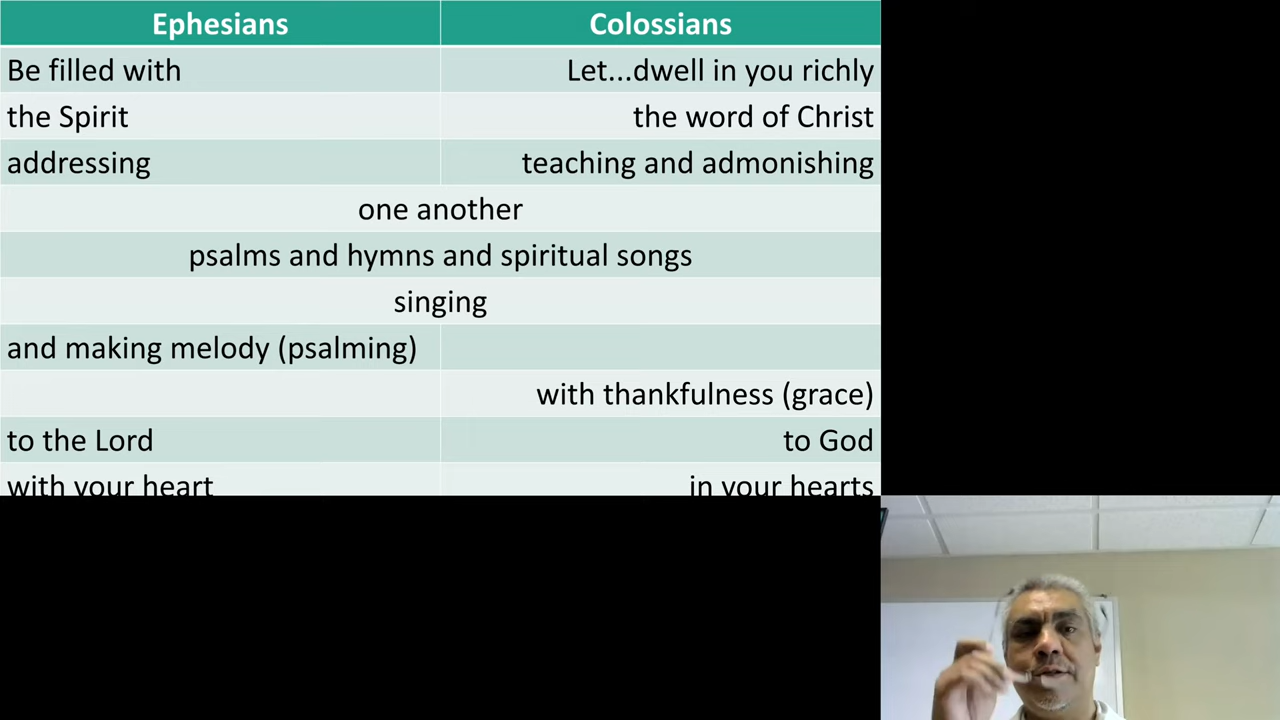 Ephesians Colossians
Be filled with Let...dwell in you richly
the Spirit the word of Christ
addressing teaching and admonishing
one another
psalms and hymns and spiritual songs
singing
and making melody (psalming)
with thankfulness (grace)
to the Lord to God
with your heart in your hearts